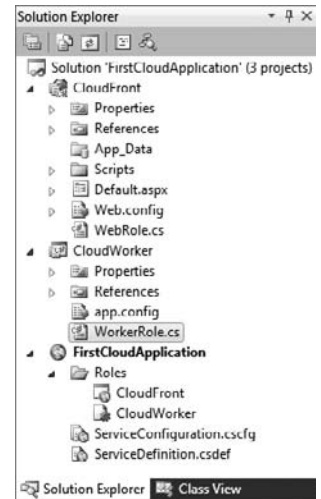 Solution Explorer
Solution 'FirstCloudApplication' (3 projects)
CloudFront
Properties
References
App_Data
Scripts
Default.aspx
Web.config
WebRole.cs
CloudWorker
Properties
References
app.config
WorkerRole.cs
FirstCloudApplication
Roles
CloudFront
CloudWorker
ServiceConfiguration.cscfg
ServiceDefinition.csdef
Solution Explorer Class View